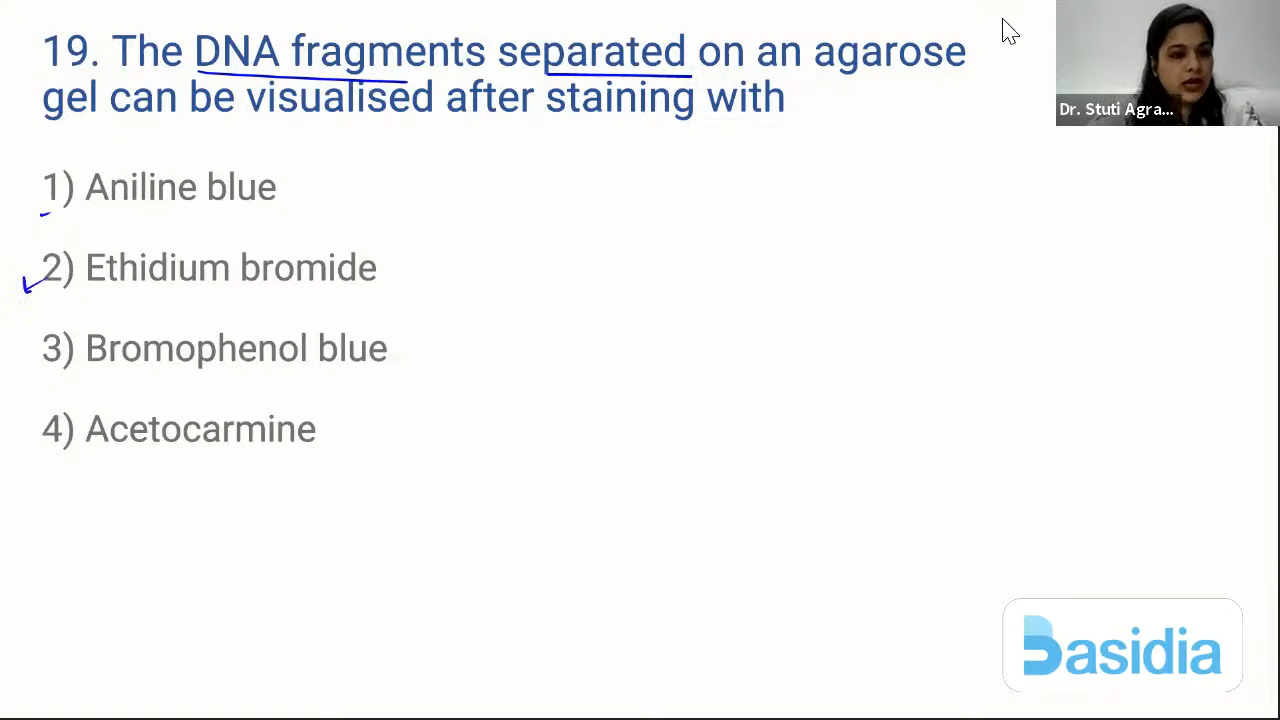 19. The DNA fragments separated on an agarose
gel can be visualised after staining with
Dr. Stuti Agra...
1) Aniline blue
2) Ethidium bromide
3) Bromophenol blue
4) Acetocarmine
Basidia